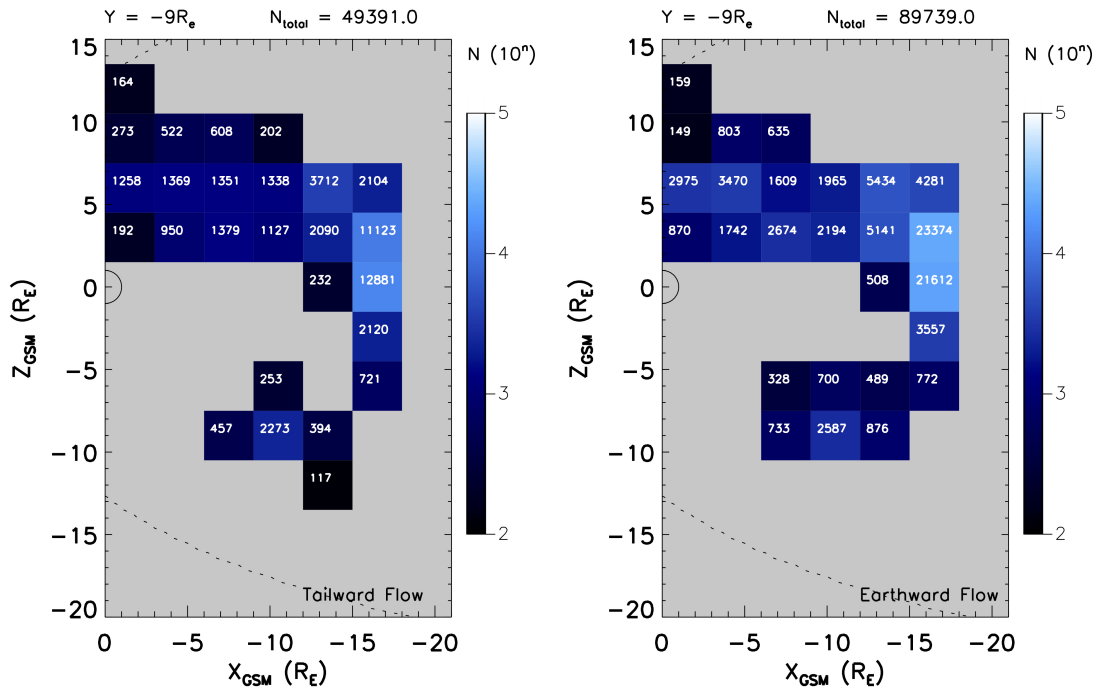 Y = −9Rₑ N_total = 49391.0
N (10ⁿ)
15
10
5
0
−5
−10
−15
−20
Z_GSM (R_E)
164
273 522 608 202
1258 1369 1351 1338 3712 2104
192 950 1379 1127 2090 11123
232 12881
2120
253 721
457 2273 394
117
Tailward Flow
0 −5 −10 −15 −20
X_GSM (R_E)
5
4
3
2
Y = −9Rₑ N_total = 89739.0
N (10ⁿ)
15
10
5
0
−5
−10
−15
−20
Z_GSM (R_E)
159
149 803 635
2975 3470 1609 1965 5434 4281
870 1742 2674 2194 5141 23374
508 21612
3557
328 700 489 772
733 2587 876
Earthward Flow
0 −5 −10 −15 −20
X_GSM (R_E)
5
4
3
2